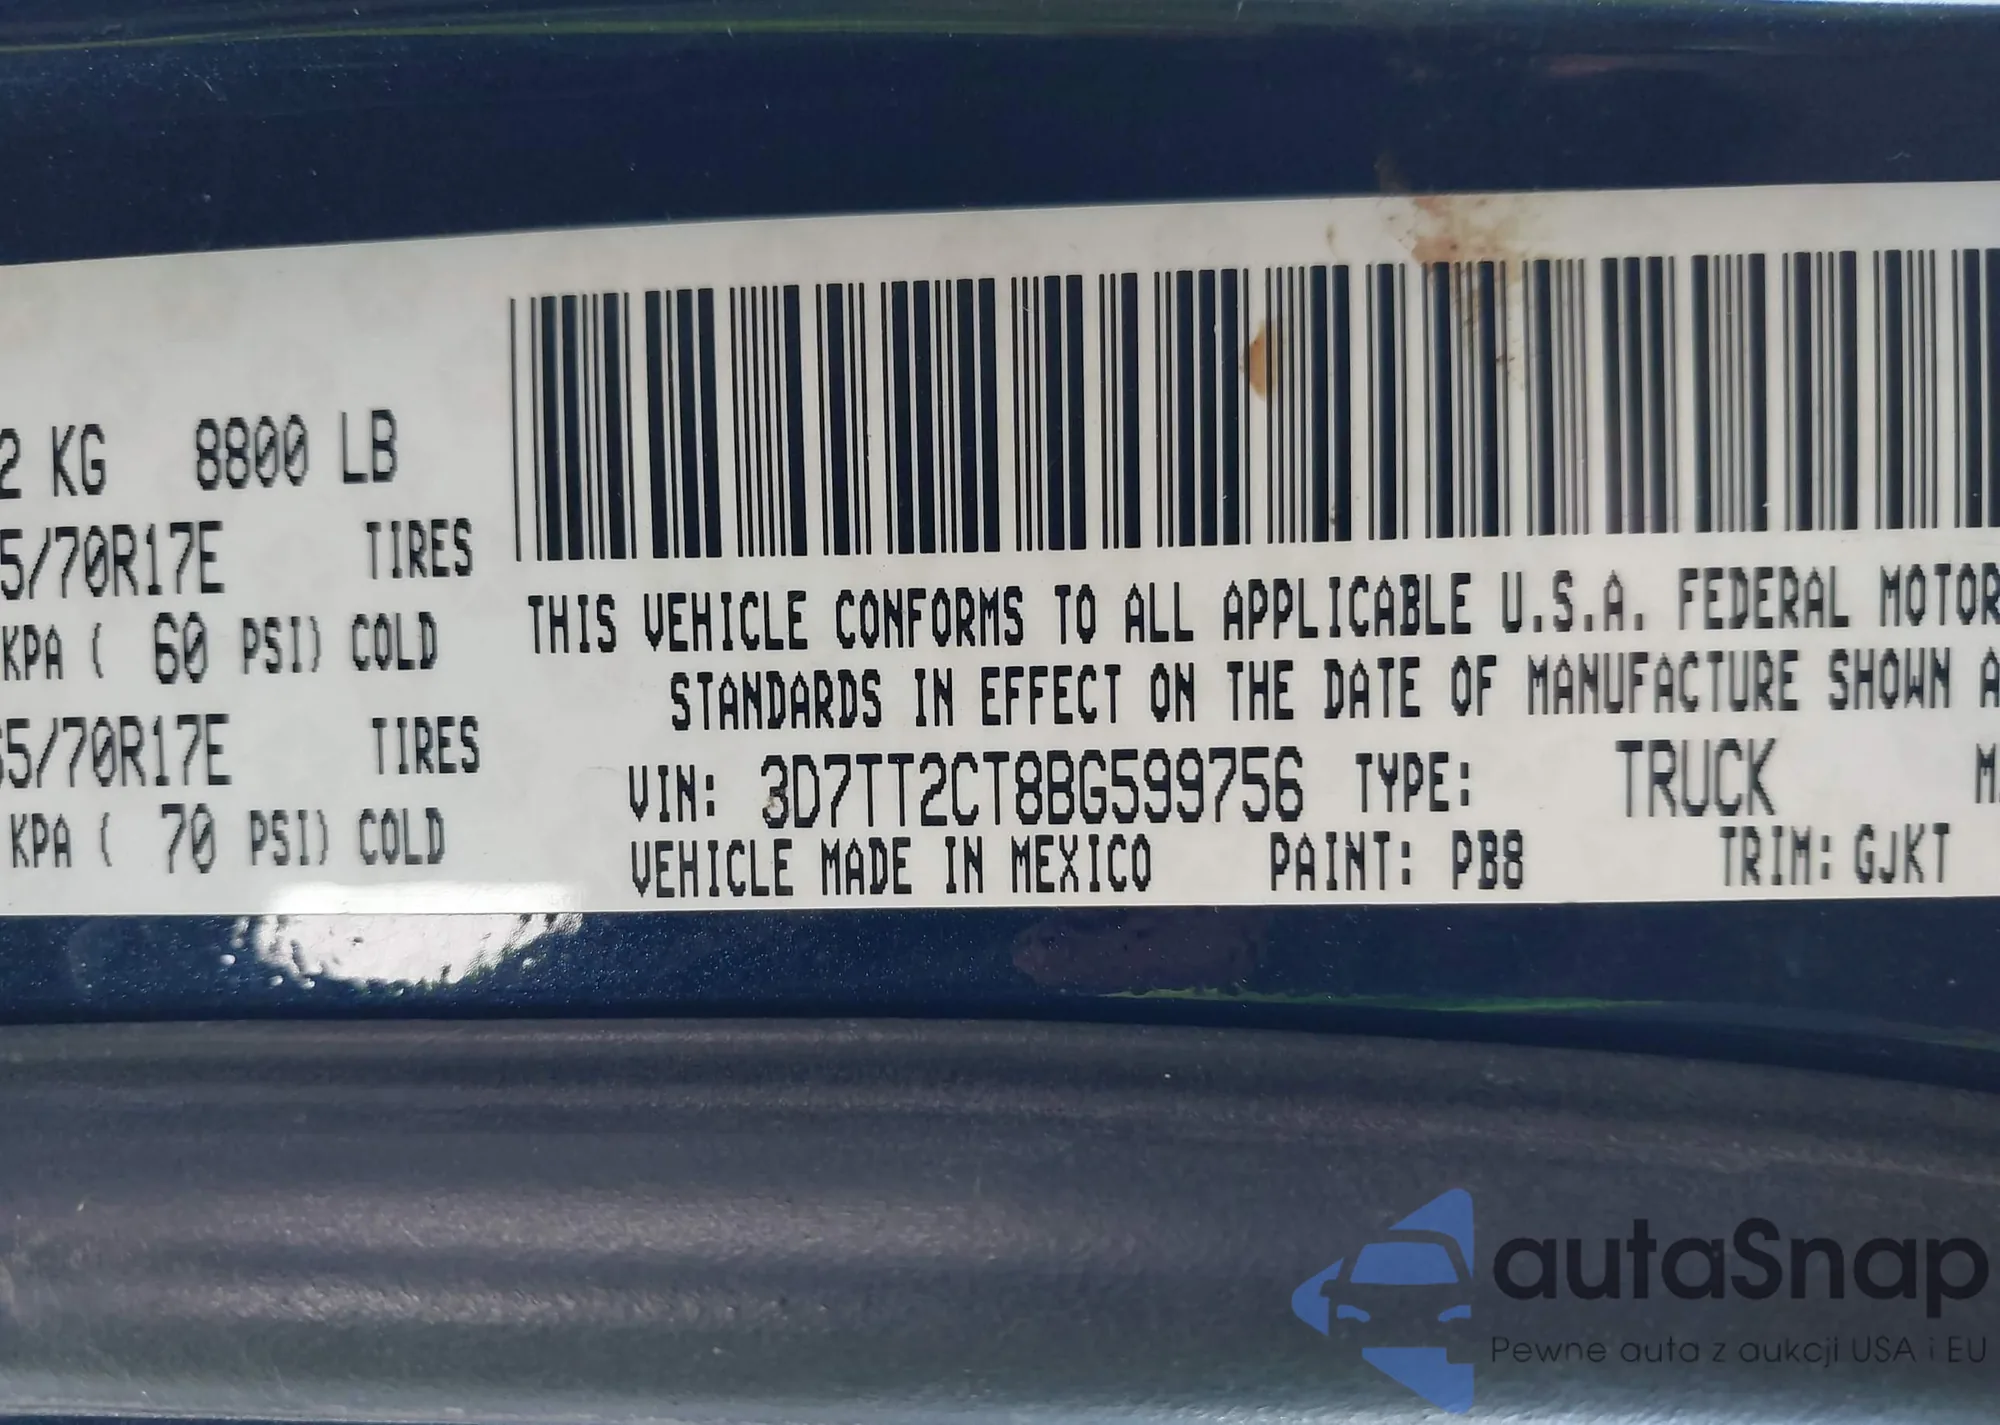 2 KG 8800 LB
5/70R17E TIRES
KPA ( 60 PSI) COLD
5/70R17E TIRES
KPA ( 70 PSI) COLD
THIS VEHICLE CONFORMS TO ALL APPLICABLE U.S.A. FEDERAL MOTOR
STANDARDS IN EFFECT ON THE DATE OF MANUFACTURE SHOWN A
VIN: 3D7TT2CT8BG599756 TYPE: TRUCK M
VEHICLE MADE IN MEXICO PAINT: PB8 TRIM: GJKT
autaSnap
Pewne auta z aukcji USA i EU